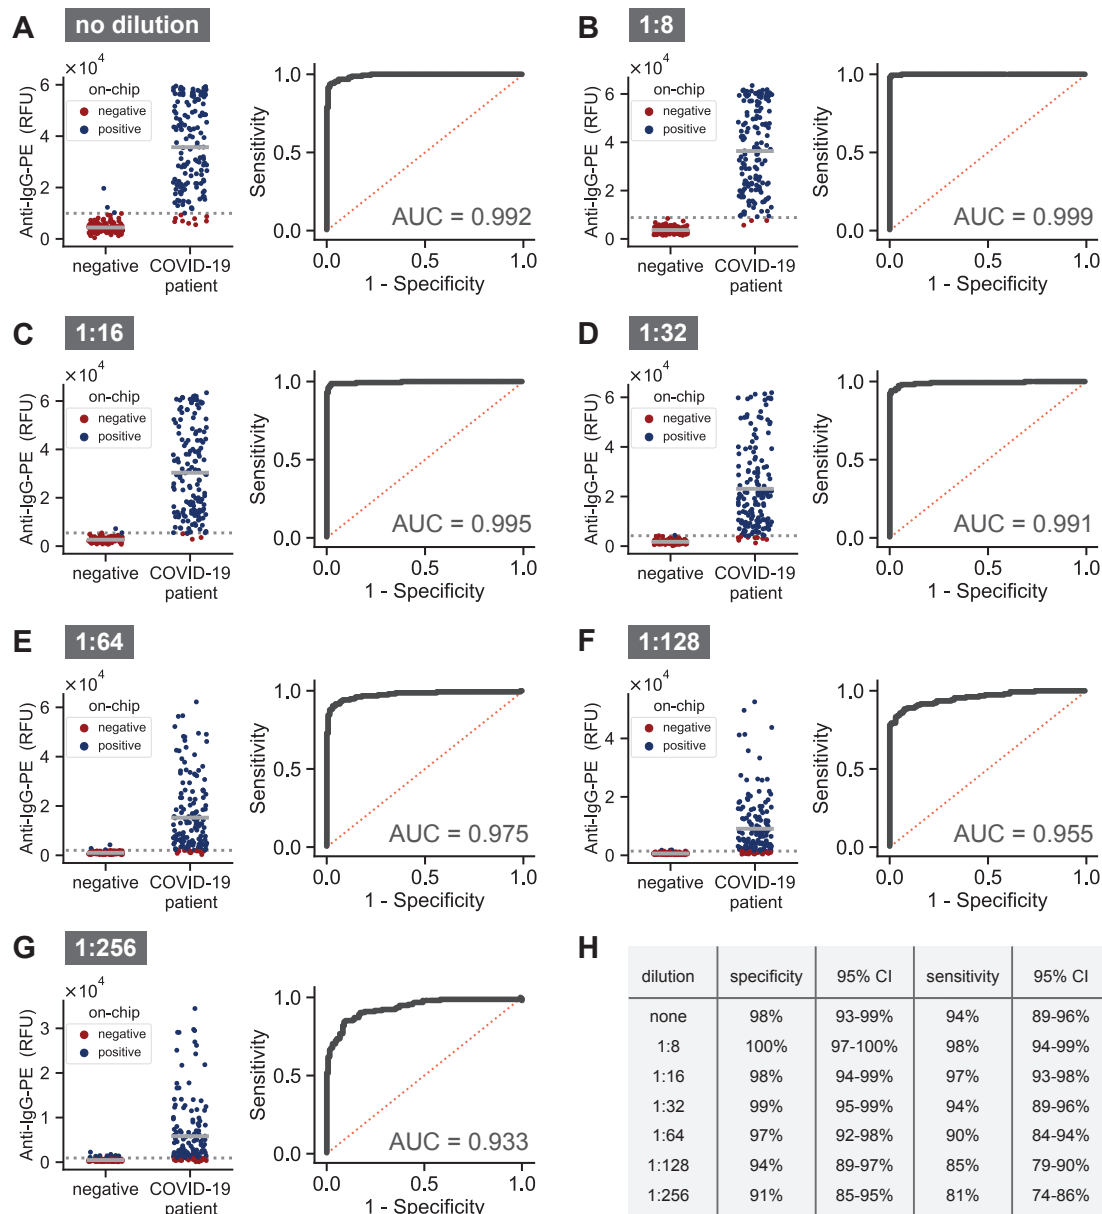 A no dilution
×10⁴
Anti-IgG-PE (RFU)
6
4
2
0
on-chip
negative
positive
negative COVID-19
patient
Sensitivity
1.0
0.5
0.0
AUC = 0.992
0.0 0.5 1.0
1 - Specificity
B 1:8
×10⁴
Anti-IgG-PE (RFU)
6
4
2
0
on-chip
negative
positive
negative COVID-19
patient
Sensitivity
1.0
0.5
0.0
AUC = 0.999
0.0 0.5 1.0
1 - Specificity
C 1:16
×10⁴
Anti-IgG-PE (RFU)
6
4
2
0
on-chip
negative
positive
negative COVID-19
patient
Sensitivity
1.0
0.5
0.0
AUC = 0.995
0.0 0.5 1.0
1 - Specificity
D 1:32
×10⁴
Anti-IgG-PE (RFU)
6
4
2
0
on-chip
negative
positive
negative COVID-19
patient
Sensitivity
1.0
0.5
0.0
AUC = 0.991
0.0 0.5 1.0
1 - Specificity
E 1:64
×10⁴
Anti-IgG-PE (RFU)
6
4
2
0
on-chip
negative
positive
negative COVID-19
patient
Sensitivity
1.0
0.5
0.0
AUC = 0.975
0.0 0.5 1.0
1 - Specificity
F 1:128
×10⁴
Anti-IgG-PE (RFU)
4
2
0
on-chip
negative
positive
negative COVID-19
patient
Sensitivity
1.0
0.5
0.0
AUC = 0.955
0.0 0.5 1.0
1 - Specificity
G 1:256
×10⁴
Anti-IgG-PE (RFU)
3
2
1
0
on-chip
negative
positive
negative COVID-19
patient
Sensitivity
1.0
0.5
0.0
AUC = 0.933
0.0 0.5 1.0
1 - Specificity
H
dilution specificity 95% CI sensitivity 95% CI
none 98% 93-99% 94% 89-96%
1:8 100% 97-100% 98% 94-99%
1:16 98% 94-99% 97% 93-98%
1:32 99% 95-99% 94% 89-96%
1:64 97% 92-98% 90% 84-94%
1:128 94% 89-97% 85% 79-90%
1:256 91% 85-95% 81% 74-86%